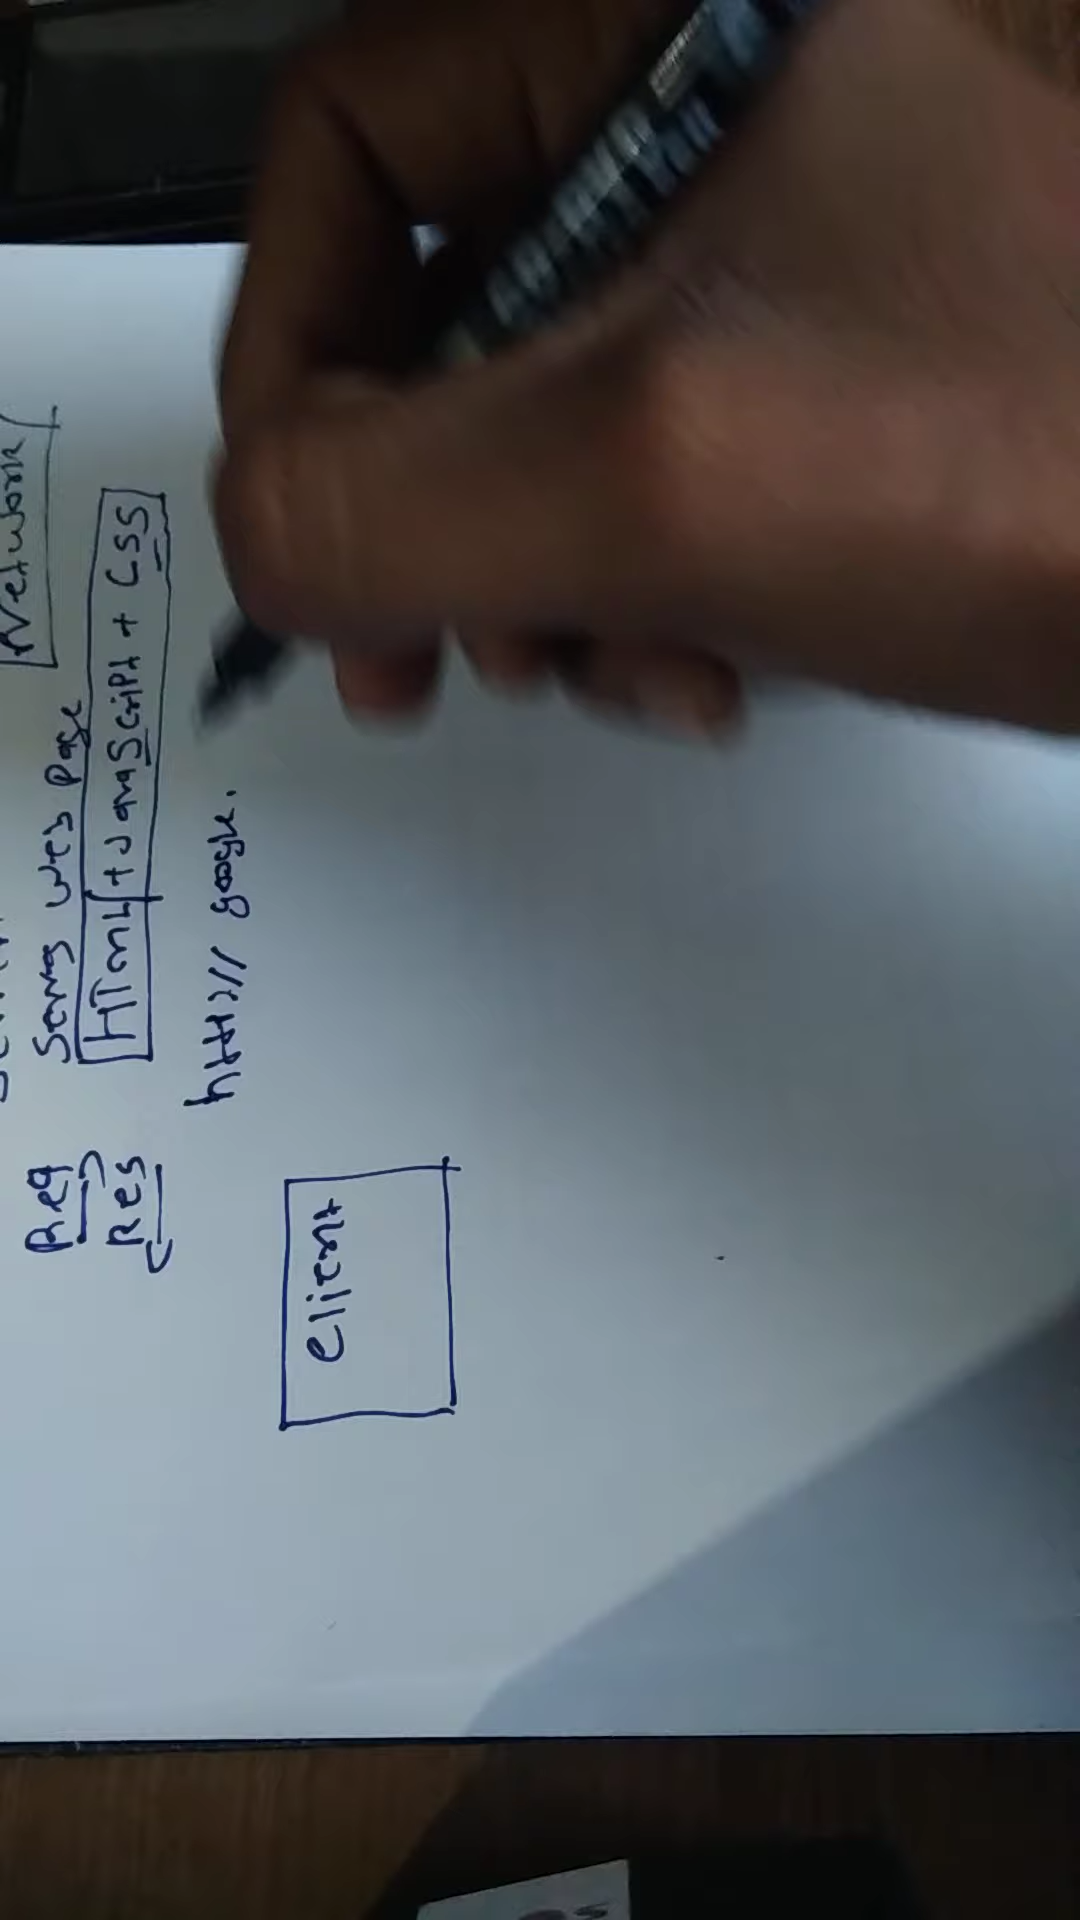 Network
Serves Web Page
HTML + JavaScript + CSS
Req
Res
http:// google.
Client